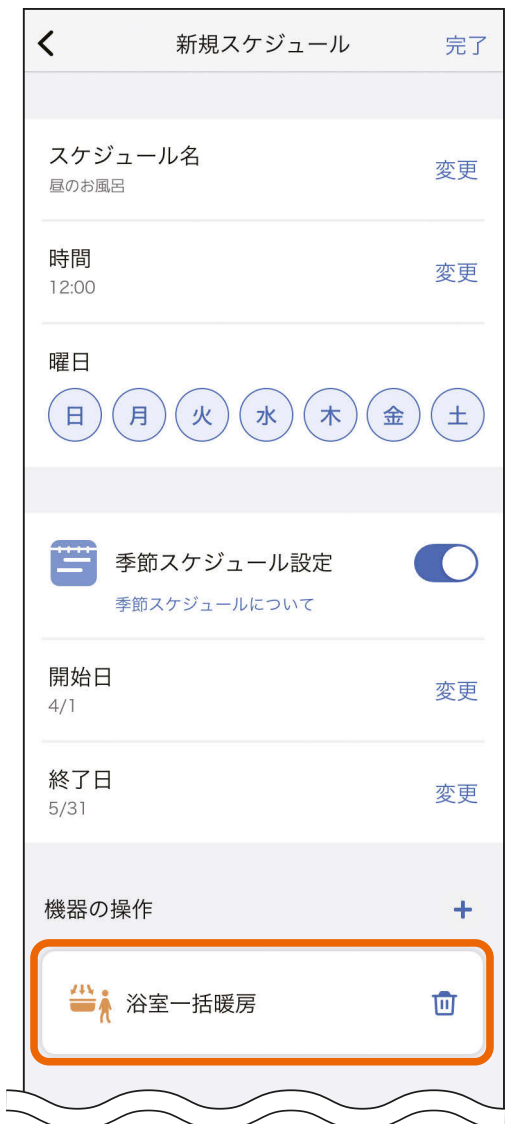 新規スケジュール 完了
スケジュール名
昼のお風呂
変更
時間
12:00
変更
曜日
日 月 火 水 木 金 土
季節スケジュール設定
季節スケジュールについて
開始日
4/1
変更
終了日
5/31
変更
機器の操作 +
浴室一括暖房